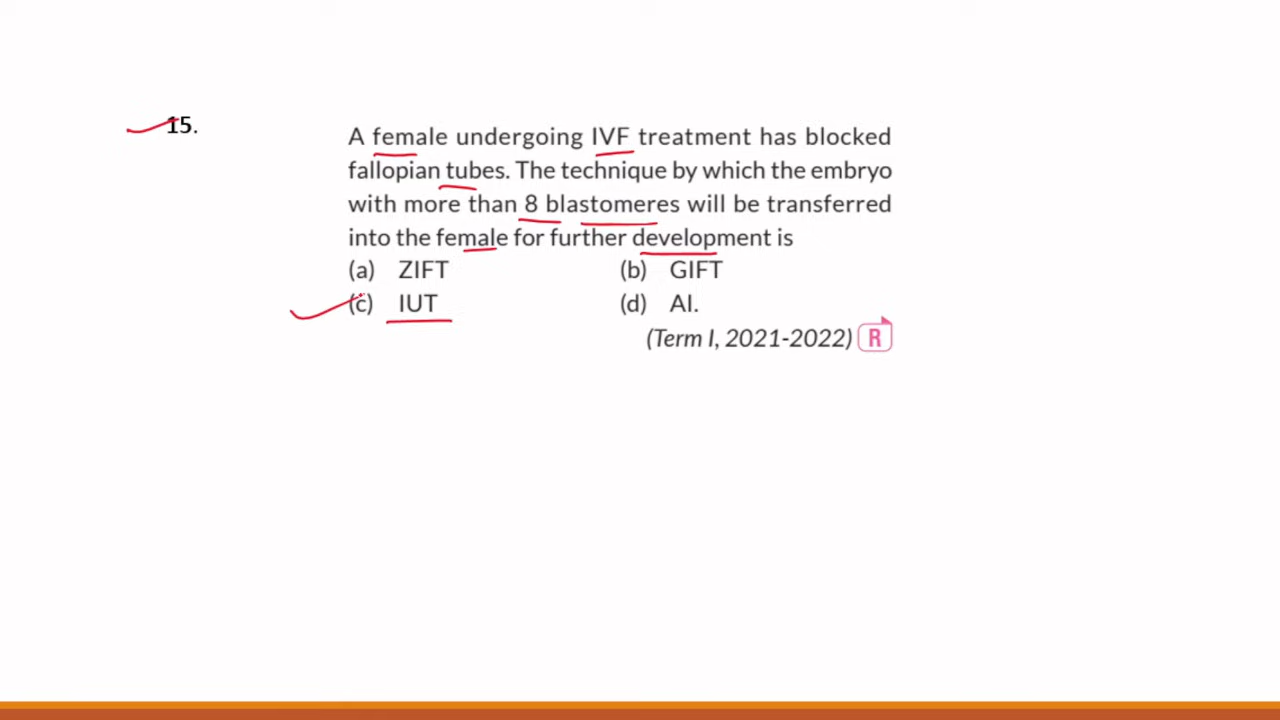 15.
A female undergoing IVF treatment has blocked
fallopian tubes. The technique by which the embryo
with more than 8 blastomeres will be transferred
into the female for further development is
(a) ZIFT (b) GIFT
(c) IUT (d) AI.
(Term I, 2021-2022) R